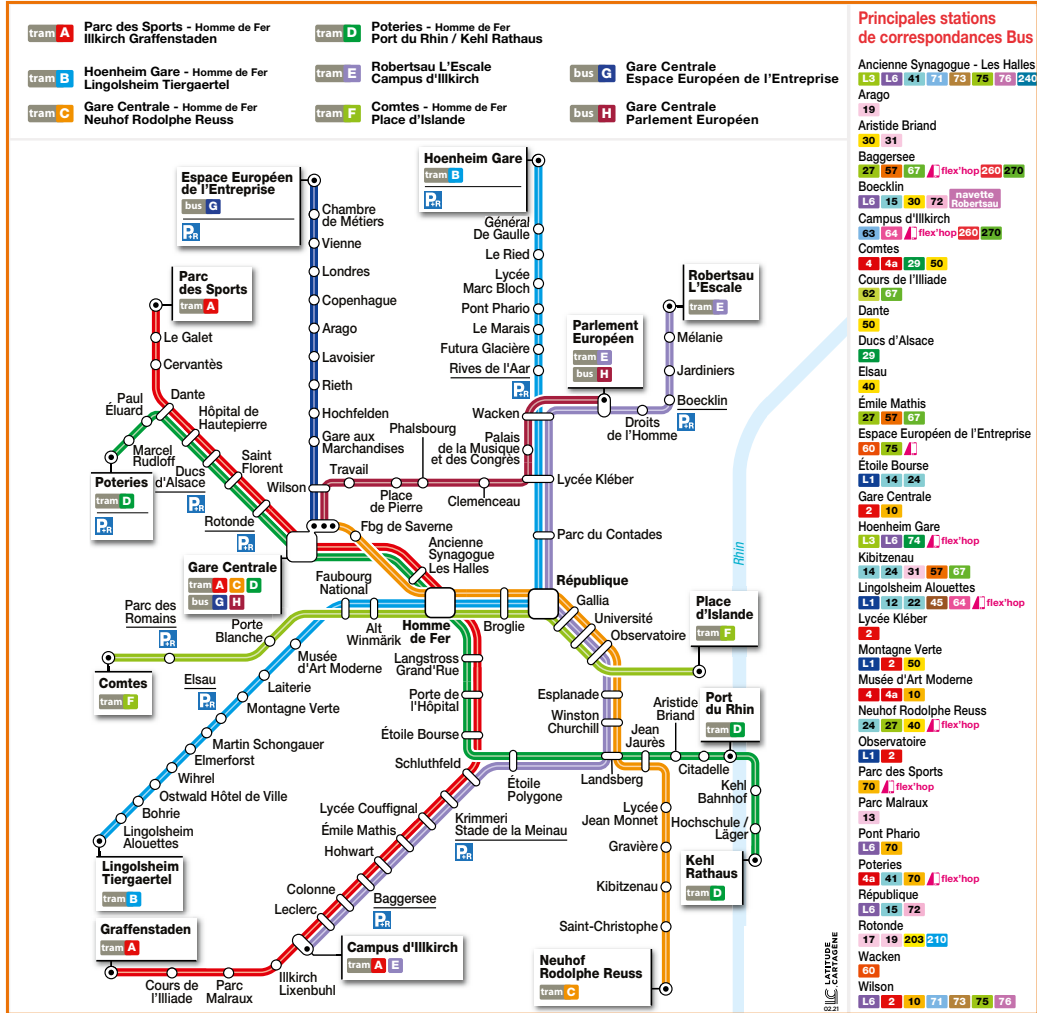 tram A Parc des Sports - Homme de Fer
Illkirch Graffenstaden
tram B Hoenheim Gare - Homme de Fer
Lingolsheim Tiergaertel
tram C Gare Centrale - Homme de Fer
Neuhof Rodolphe Reuss
tram D Poteries - Homme de Fer
Port du Rhin / Kehl Rathaus
tram E Robertsau L'Escale
Campus d'Illkirch
tram F Comtes - Homme de Fer
Place d'Islande
bus G Gare Centrale
Espace Européen de l'Entreprise
bus H Gare Centrale
Parlement Européen
Espace Européen
de l'Entreprise
bus G
P+R
Chambre
de Métiers
Vienne
Londres
Copenhague
Arago
Lavoisier
Rieth
Hochfelden
Gare aux
Marchandises
Wilson
Hoenheim Gare
tram B
P+R
Général
De Gaulle
Le Ried
Lycée
Marc Bloch
Pont Phario
Le Marais
Futura Glacière
Rives de l'Aar
P+R
Wacken
Palais
de la Musique
et des Congrès
Lycée Kléber
Parc du Contades
Parlement
Européen
tram E
bus H
Robertsau
L'Escale
tram E
Mélanie
Jardiniers
Boecklin
P+R
Droits
de l'Homme
Parc
des Sports
tram A
Le Galet
Cervantès
Dante
Paul
Éluard
Marcel
Rudloff
Poteries
tram D
P+R
Hôpital de
Hautepierre
Ducs
d'Alsace
P+R
Saint
Florent
Rotonde
P+R
Travail
Place
de Pierre
Phalsbourg
Clemenceau
Fbg de Saverne
Gare Centrale
tram A C D
bus G H
Ancienne
Synagogue
Les Halles
Faubourg
National
Alt
Winmärik
Homme
de Fer
Broglie
République
Gallia
Université
Observatoire
Place
d'Islande
tram F
Parc des
Romains
P+R
Porte
Blanche
Comtes
tram F
Musée
d'Art Moderne
Laiterie
Montagne Verte
Elsau
P+R
Martin Schongauer
Elmerforst
Wihrel
Ostwald Hôtel de Ville
Bohrie
Lingolsheim
Alouettes
Lingolsheim
Tiergaertel
tram B
Langstross
Grand'Rue
Porte de
l'Hôpital
Étoile Bourse
Schluthfeld
Étoile
Polygone
Krimmeri
Stade de la Meinau
P+R
Lycée Couffignal
Émile Mathis
Hohwart
Baggersee
P+R
Colonne
Leclerc
Campus d'Illkirch
tram A E
Illkirch
Lixenbuhl
Parc
Malraux
Cours de
l'Illiade
Graffenstaden
tram A
Esplanade
Winston
Churchill
Landsberg
Jean
Jaurès
Aristide
Briand
Citadelle
Port
du Rhin
tram D
Kehl
Bahnhof
Hochschule /
Läger
Kehl
Rathaus
tram D
Lycée
Jean Monnet
Gravière
Kibitzenau
Saint-Christophe
Neuhof
Rodolphe Reuss
tram C
Rhin
LATITUDE
CARTAGÈNE
02.21
Principales stations
de correspondances Bus
Ancienne Synagogue - Les Halles
L3 L6 41 71 73 75 76 240
Arago
19
Aristide Briand
30 31
Baggersee
27 57 67 flex'hop 260 270
Boecklin
L6 15 30 72 navette Robertsau
Campus d'Illkirch
63 64 flex'hop 260 270
Comtes
4 4a 29 50
Cours de l'Illiade
62 67
Dante
50
Ducs d'Alsace
29
Elsau
40
Émile Mathis
27 57 67
Espace Européen de l'Entreprise
60 75
Étoile Bourse
L1 14 24
Gare Centrale
2 10
Hoenheim Gare
L3 L6 74 flex'hop
Kibitzenau
14 24 31 57 67
Lingolsheim Alouettes
L1 12 22 45 64 flex'hop
Lycée Kléber
2
Montagne Verte
L1 2 50
Musée d'Art Moderne
4 4a 10
Neuhof Rodolphe Reuss
24 27 40 flex'hop
Observatoire
L1 2
Parc des Sports
70 flex'hop
Parc Malraux
13
Pont Phario
L6 70
Poteries
4a 41 70 flex'hop
République
L6 15 72
Rotonde
17 19 203 210
Wacken
60
Wilson
L6 2 10 71 73 75 76